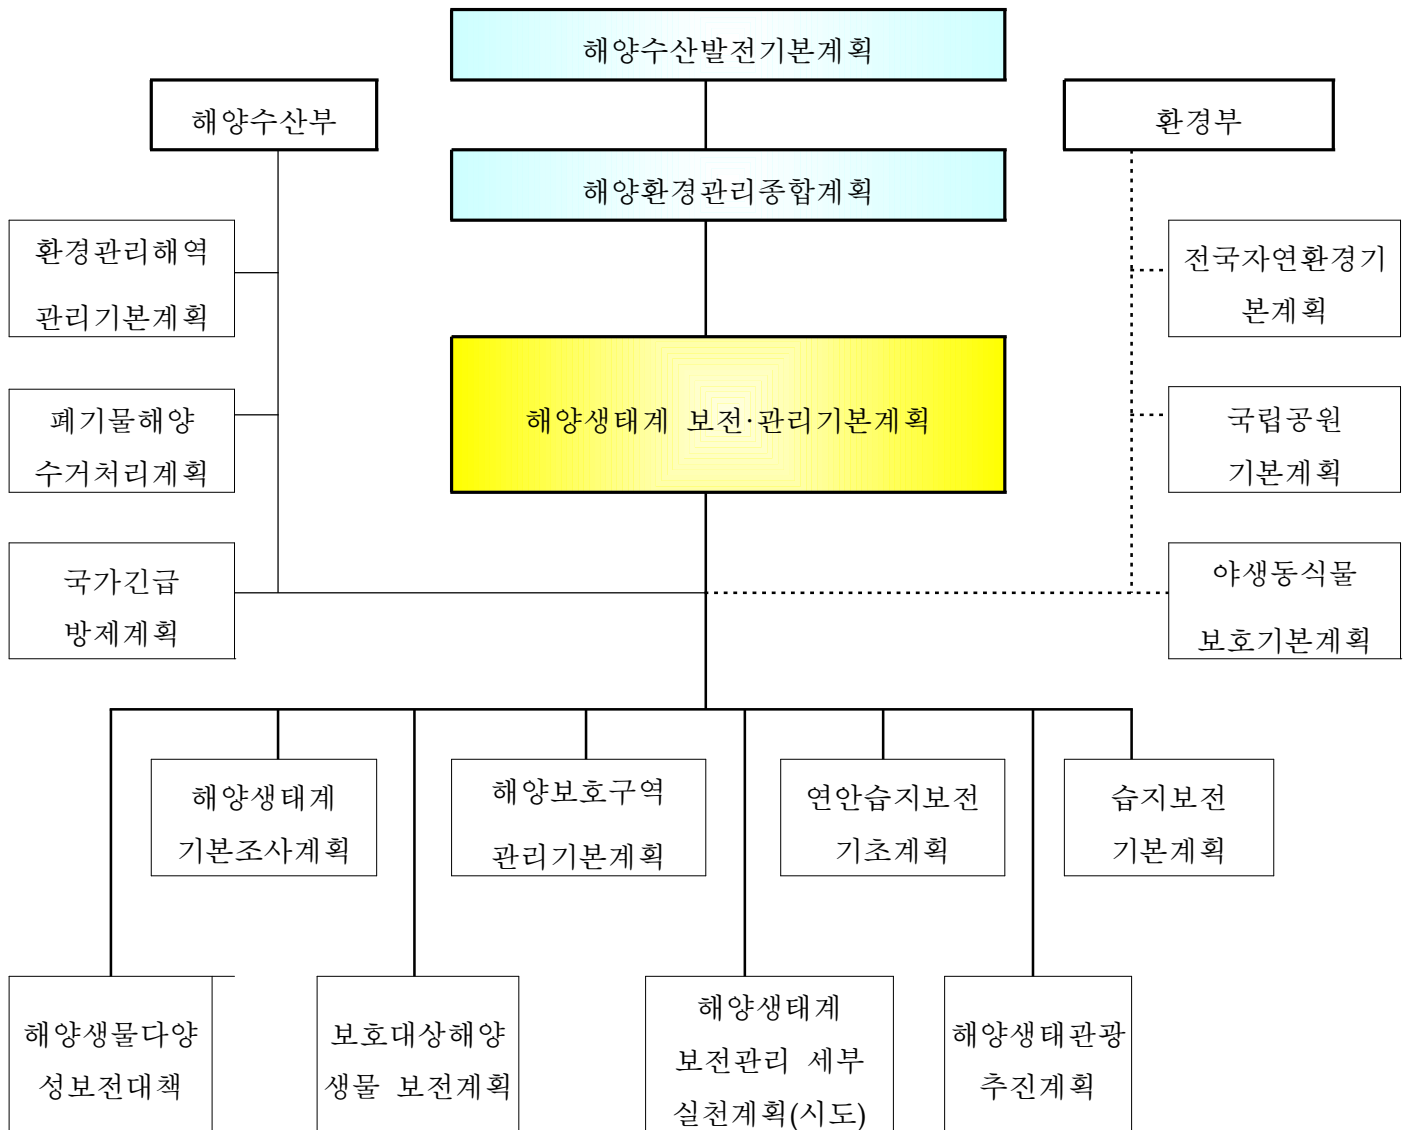 해양수산발전기본계획
해양수산부
환경부
해양환경관리종합계획
환경관리해역
관리기본계획
전국자연환경기
본계획
폐기물해양
수거처리계획
해양생태계 보전·관리기본계획
국립공원
기본계획
국가긴급
방제계획
야생동식물
보호기본계획
해양생태계
기본조사계획
해양보호구역
관리기본계획
연안습지보전
기초계획
습지보전
기본계획
해양생물다양
성보전대책
보호대상해양
생물 보전계획
해양생태계
보전관리 세부
실천계획(시도)
해양생태관광
추진계획